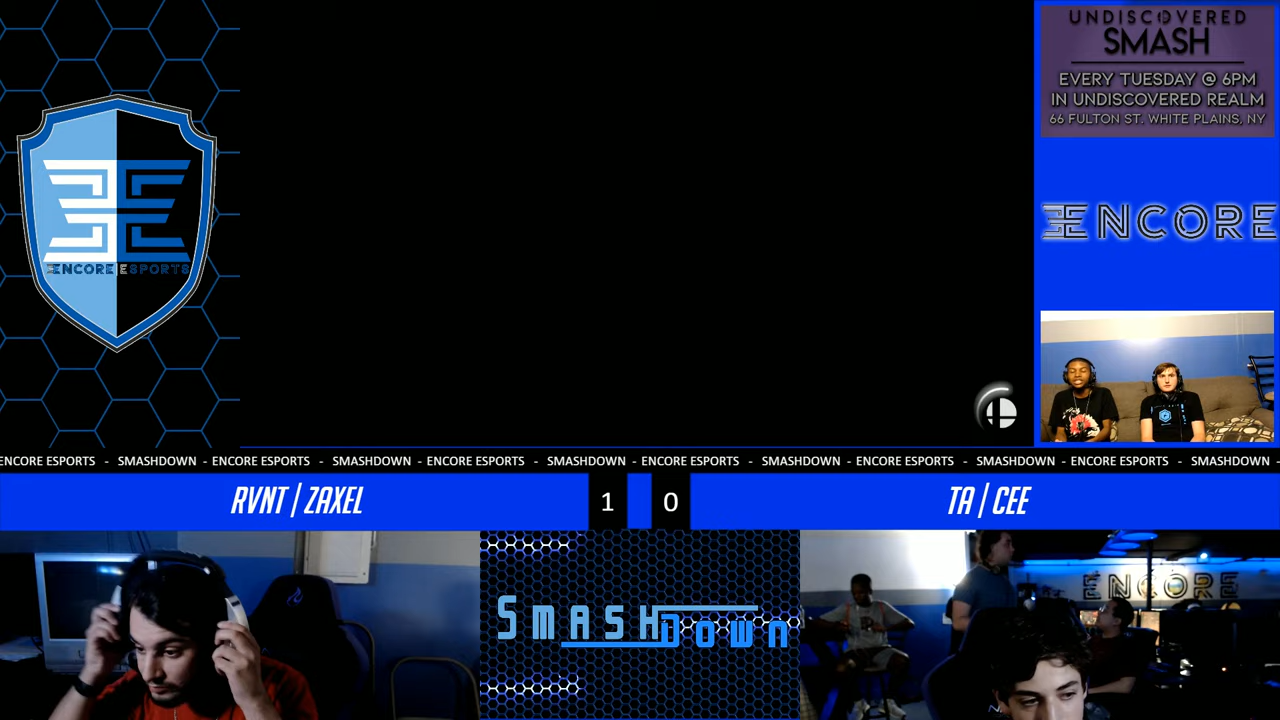 UNDISCOVERED
SMASH
EVERY TUESDAY @ 6PM
IN UNDISCOVERED REALM
66 FULTON ST. WHITE PLAINS, NY
ENCORE ESPORTS
ENCORE
ENCORE ESPORTS - SMASHDOWN - ENCORE ESPORTS - SMASHDOWN - ENCORE ESPORTS - SMASHDOWN - ENCORE ESPORTS - SMASHDOWN - ENCORE ESPORTS - SMASHDOWN - ENCORE ESPORTS - SMASHDOWN -
RVNT | ZAXEL
1
0
TA | CEE
SMASH
DOWN
ENCORE